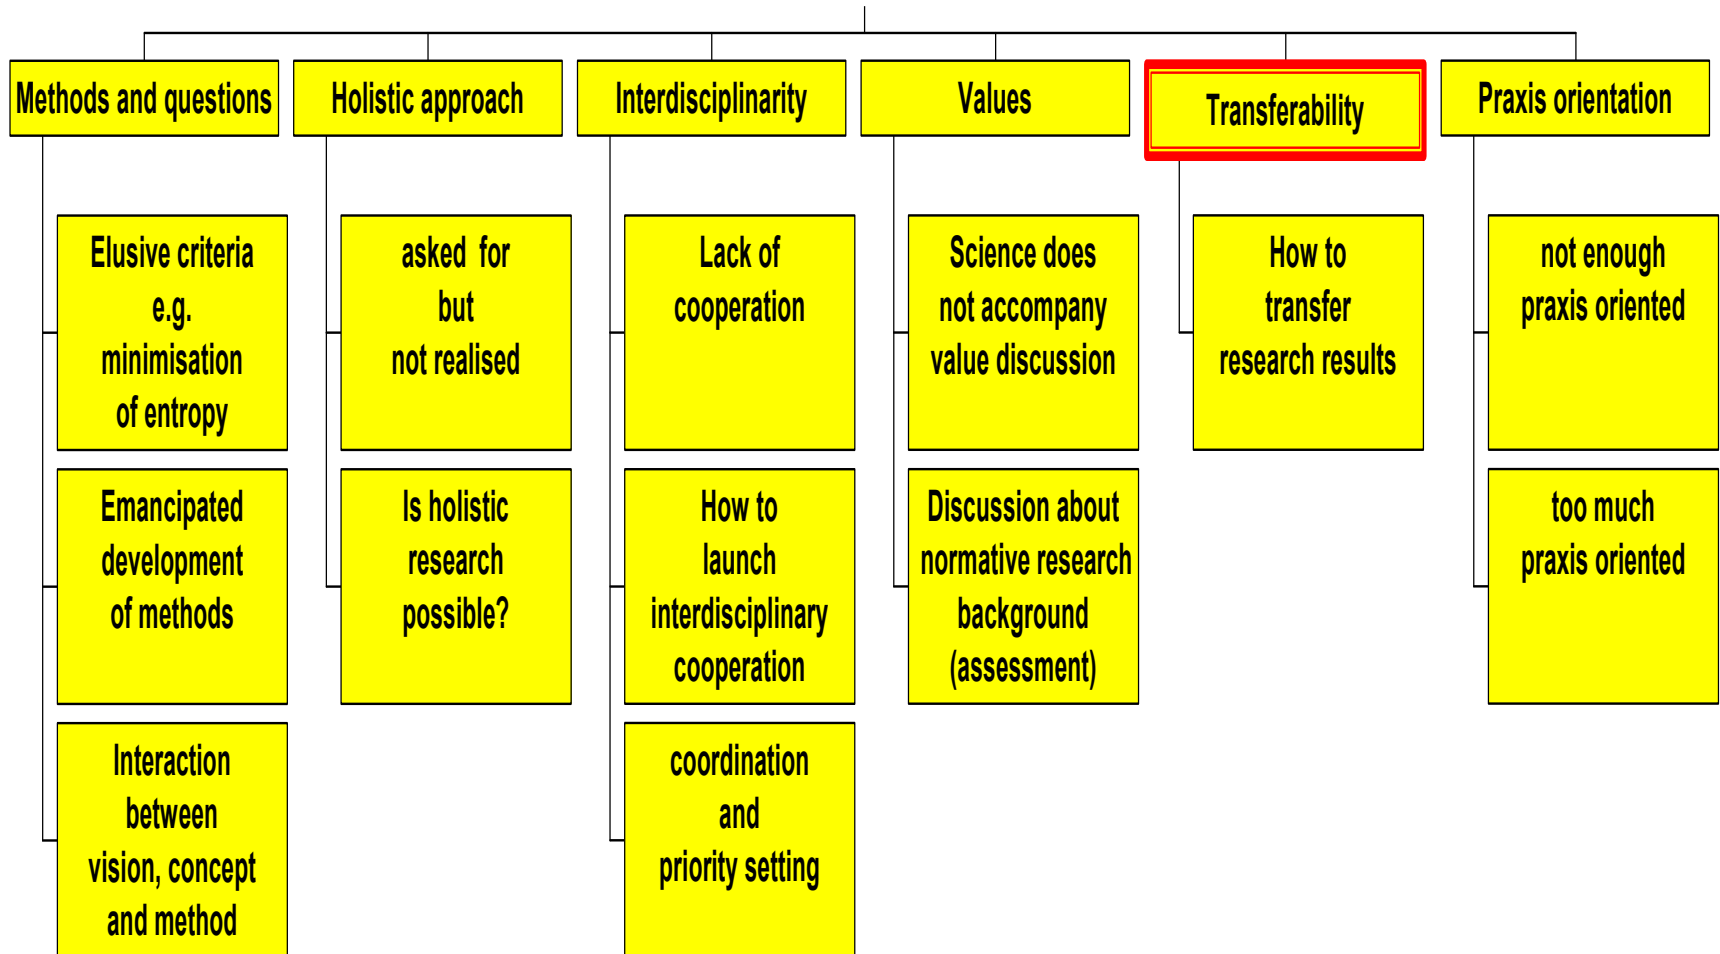 Methods and questions
Holistic approach
Interdisciplinarity
Values
Transferability
Praxis orientation
Elusive criteria
e.g.
minimisation
of entropy
Emancipated
development
of methods
Interaction
between
vision, concept
and method
asked for
but
not realised
Is holistic
research
possible?
Lack of
cooperation
How to
launch
interdisciplinary
cooperation
coordination
and
priority setting
Science does
not accompany
value discussion
Discussion about
normative research
background
(assessment)
How to
transfer
research results
not enough
praxis oriented
too much
praxis oriented